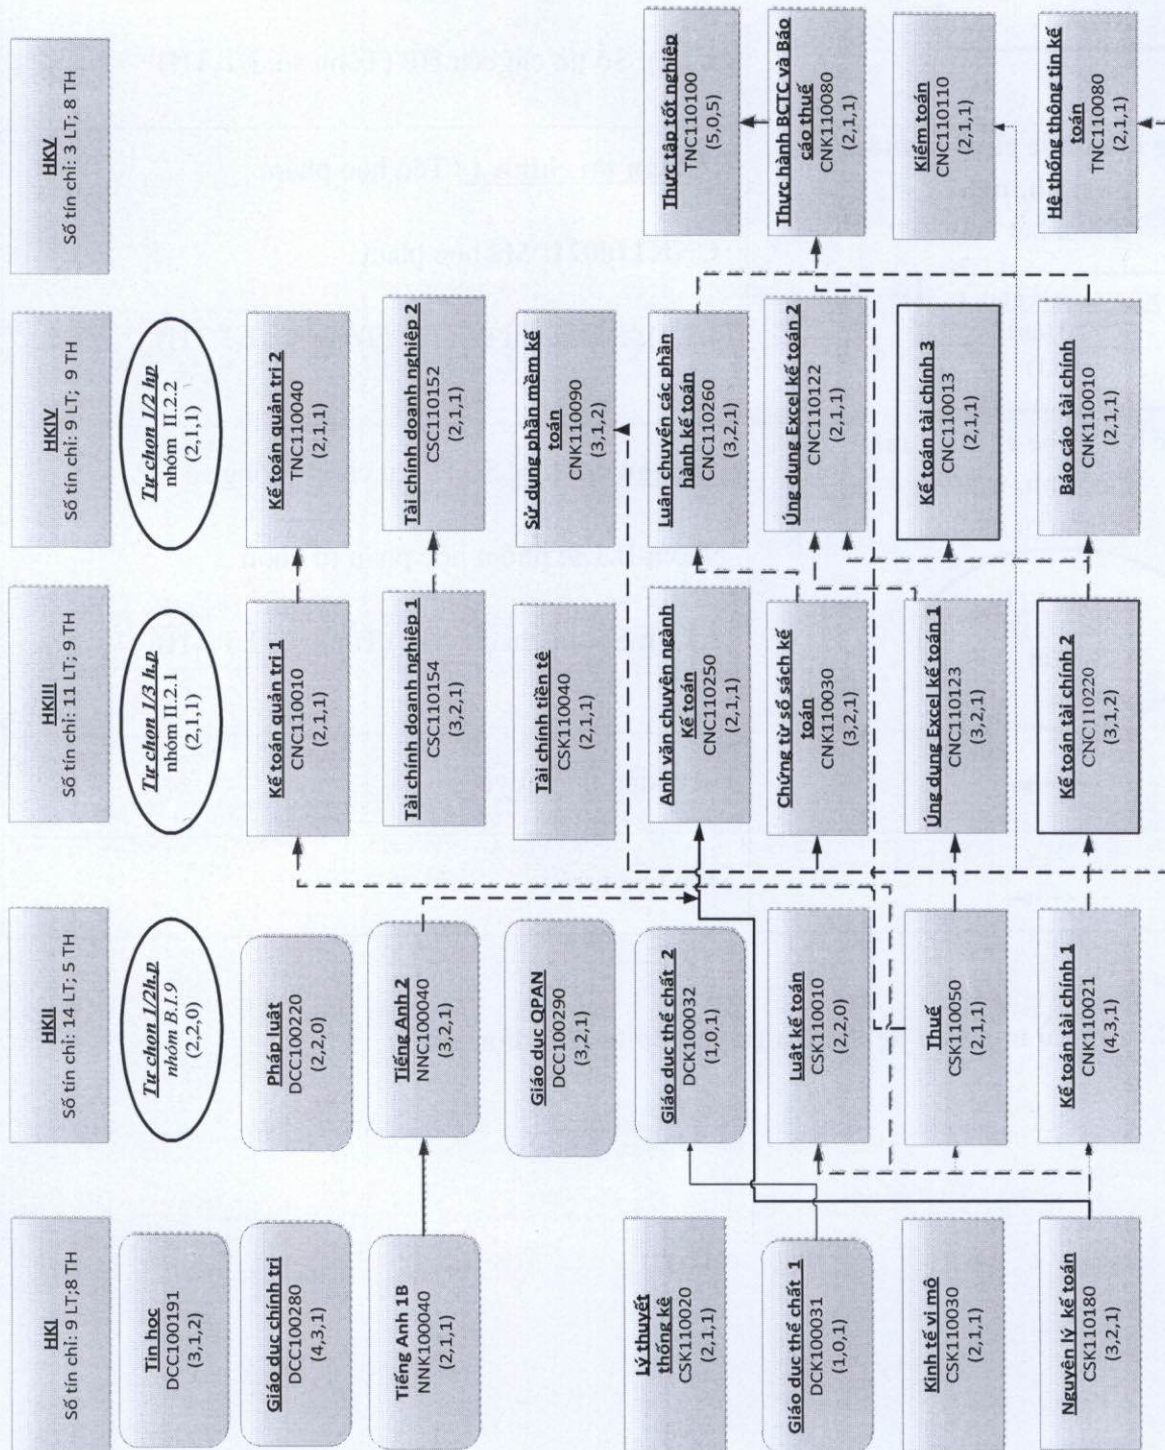 HKI
Số tín chỉ: 9 LT;8 TH
Tin học
DCC100191
(3,1,2)
Giáo dục chính trị
DCC100280
(4,3,1)
Tiếng Anh 1B
NNK100040
(2,1,1)
Lý thuyết
thống kê
CSK110020
(2,1,1)
Giáo dục thể chất 1
DCK100031
(1,0,1)
Kinh tế vi mô
CSK110030
(2,1,1)
Nguyên lý kế toán
CSK110180
(3,2,1)
HKII
Số tín chỉ: 14 LT; 5 TH
Tự chọn 1/2h.p
nhóm B.I.9
(2,2,0)
Pháp luật
DCC100220
(2,2,0)
Tiếng Anh 2
NNC100040
(3,2,1)
Giáo dục QPAN
DCC100290
(3,2,1)
Giáo dục thể chất 2
DCK100032
(1,0,1)
Luật kế toán
CSK110010
(2,2,0)
Thuế
CSK110050
(2,1,1)
Kế toán tài chính 1
CNK110021
(4,3,1)
HKIII
Số tín chỉ: 11 LT; 9 TH
Tự chọn 1/3 h.p
nhóm II.2.1
(2,1,1)
Kế toán quản trị 1
CNC110010
(2,1,1)
Tài chính doanh nghiệp 1
CSC110154
(3,2,1)
Tài chính tiền tệ
CSK110040
(2,1,1)
Anh văn chuyên ngành
Kế toán
CNC110250
(2,1,1)
Chứng từ sổ sách kế
toán
CNK110030
(3,2,1)
Ứng dụng Excel kế toán 1
CNC110123
(3,2,1)
Kế toán tài chính 2
CNC110220
(3,1,2)
HKIV
Số tín chỉ: 9 LT; 9 TH
Tự chọn 1/2 hp
nhóm II.2.2
(2,1,1)
Kế toán quản trị 2
TNC110040
(2,1,1)
Tài chính doanh nghiệp 2
CSC110152
(2,1,1)
Sử dụng phần mềm kế
toán
CNK110090
(3,1,2)
Luân chuyển các phần
hành kế toán
CNC110260
(3,2,1)
Ứng dụng Excel kế toán 2
CNC110122
(2,1,1)
Kế toán tài chính 3
CNC110013
(2,1,1)
Báo cáo tài chính
CNK110010
(2,1,1)
HKV
Số tín chỉ: 3 LT; 8 TH
Thực tập tốt nghiệp
TNC110100
(5,0,5)
Thực hành BCTC và Báo
cáo thuế
CNK110080
(2,1,1)
Kiểm toán
CNC110110
(2,1,1)
Hệ thống thông tin kế
toán
TNC110080
(2,1,1)